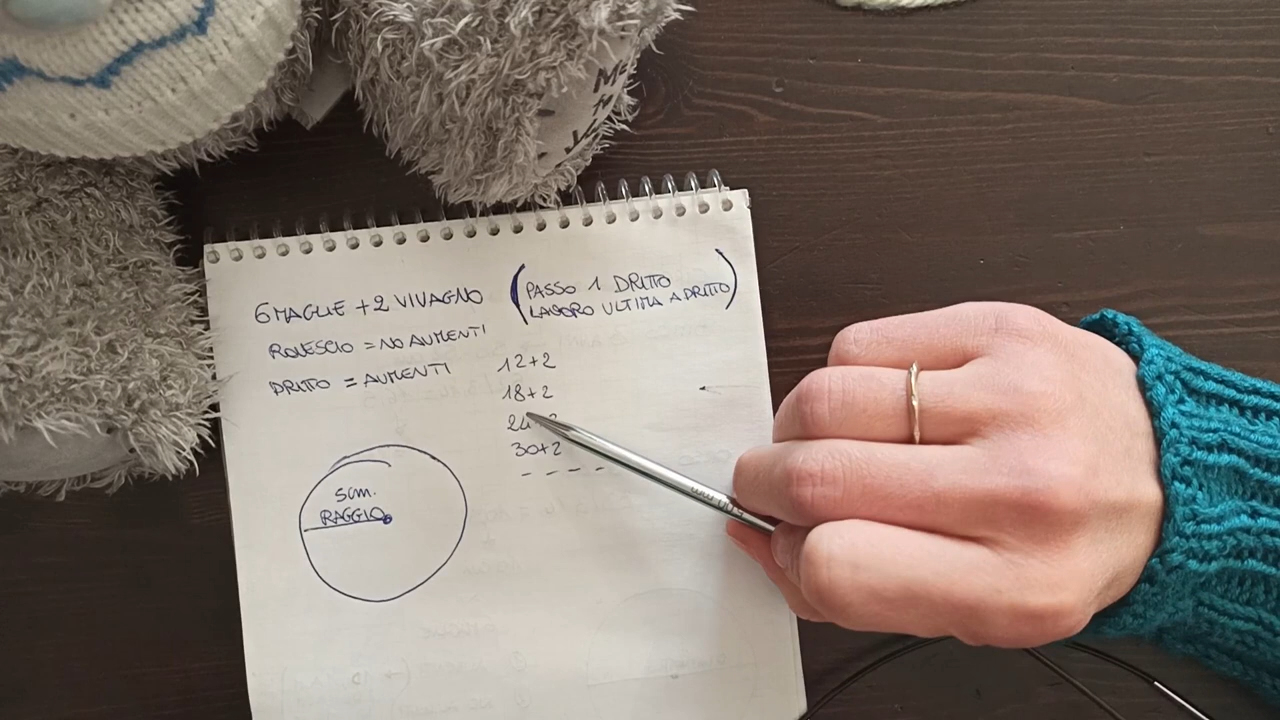 6 MAGLIE + 2 VIVAGNO
(PASSO 1 DRITTO
LAVORO ULTIMA A DRITTO)
ROVESCIO = NO AUMENTI
DRITTO = AUMENTI
12+2
18+2
24
30+2
RAGGIO